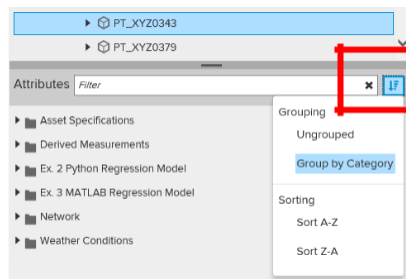 PT_XYZ0343
PT_XYZ0379
Attributes Filter
Grouping
Asset Specifications
Ungrouped
Derived Measurements
Ex. 2 Python Regression Model
Group by Category
Ex. 3 MATLAB Regression Model
Sorting
Network
Sort A-Z
Weather Conditions
Sort Z-A